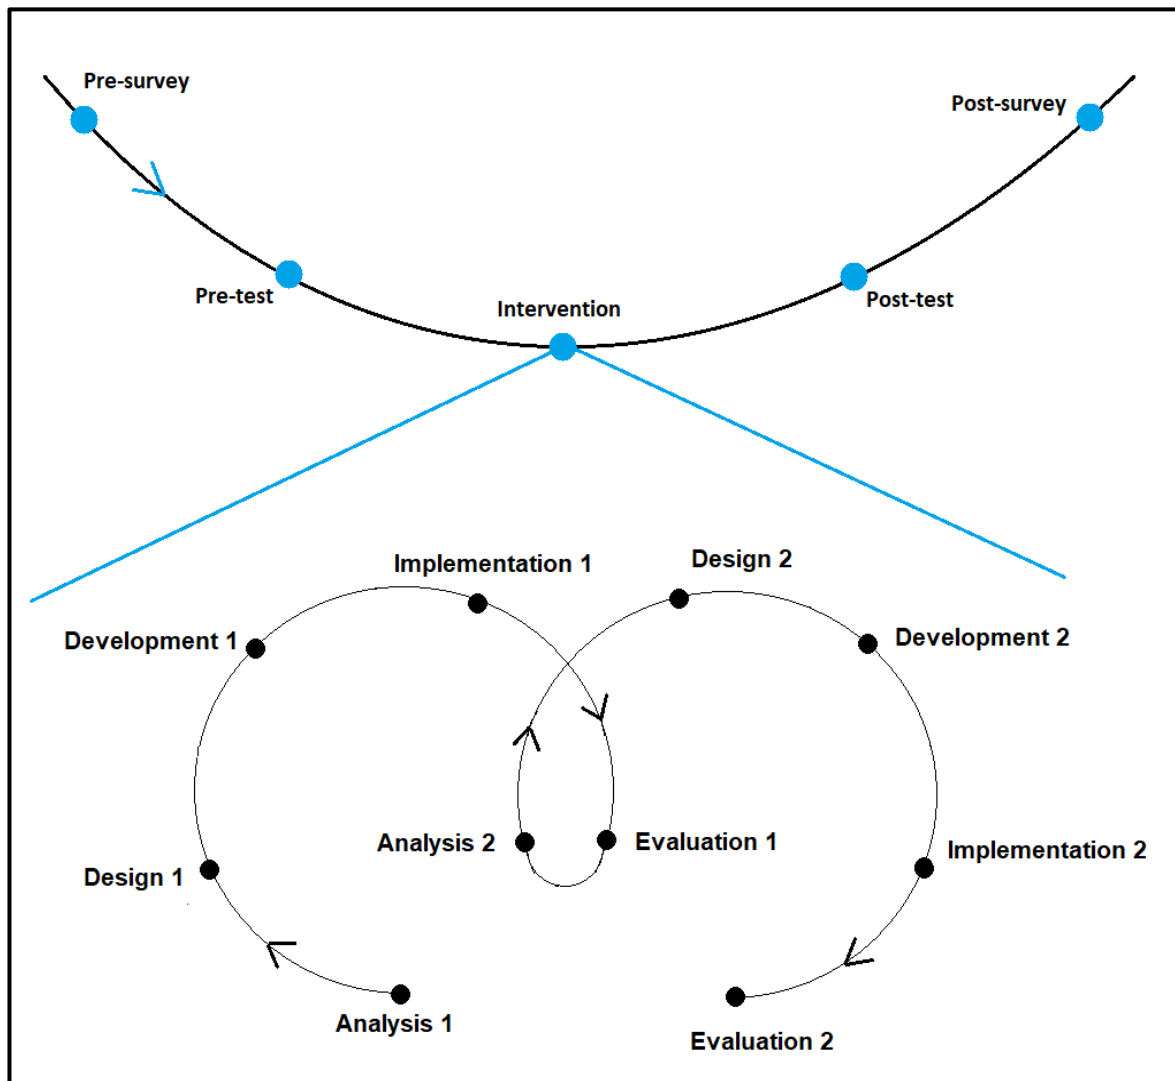 Pre-survey
Post-survey
Pre-test
Intervention
Post-test
Implementation 1
Design 2
Development 1
Development 2
Analysis 2
Evaluation 1
Implementation 2
Design 1
Analysis 1
Evaluation 2